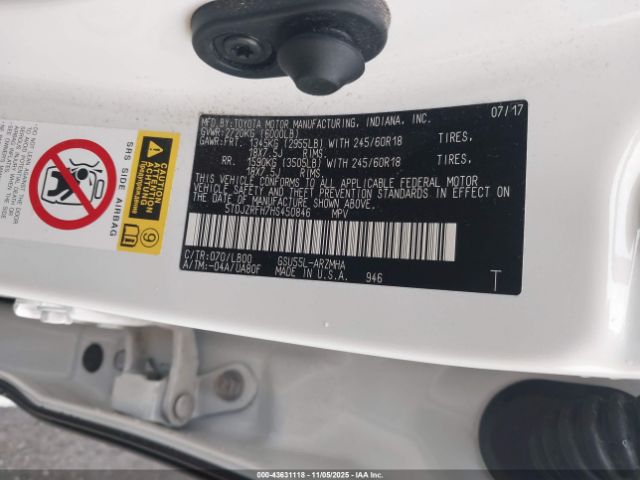 MFD.BY:TOYOTA MOTOR MANUFACTURING, INDIANA, INC. 07/17
GVWR:2720KG (6000LB)
GAWR:FRT. 1345KG (2965LB) WITH 245/60R18 TIRES,
18X7.5J RIMS
RR. 1590KG (3505LB) WITH 245/60R18 TIRES,
18X7.5J RIMS
THIS VEHICLE CONFORMS TO ALL APPLICABLE FEDERAL MOTOR
VEHICLE SAFETY AND THEFT PREVENTION STANDARDS IN EFFECT
ON THE DATE OF MANUFACTURE SHOWN ABOVE.
5TDJZRFH7HS450846 MPV
C/TR:070/LB00 GSU55L-ARZMHA
A/TM:-04A/UA80F MADE IN U.S.A. 946 T
SRS SIDE AIRBAG
ATTENTION
9
00-43631118 | 11/05/2025 - IAA, Inc.